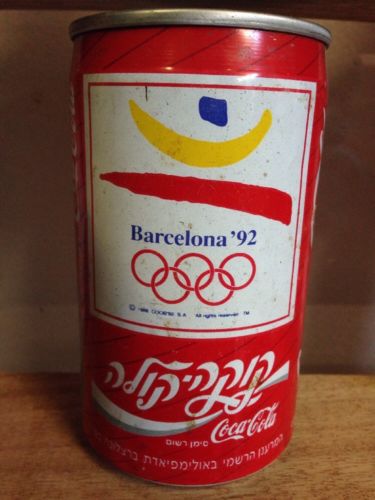 Barcelona '92
© 1988 COOB'92 S.A. All rights reserved TM
קוקה-קולה
Coca-Cola
סימן רשום
המרענן הרשמי באולימפיאדת ברצלונה